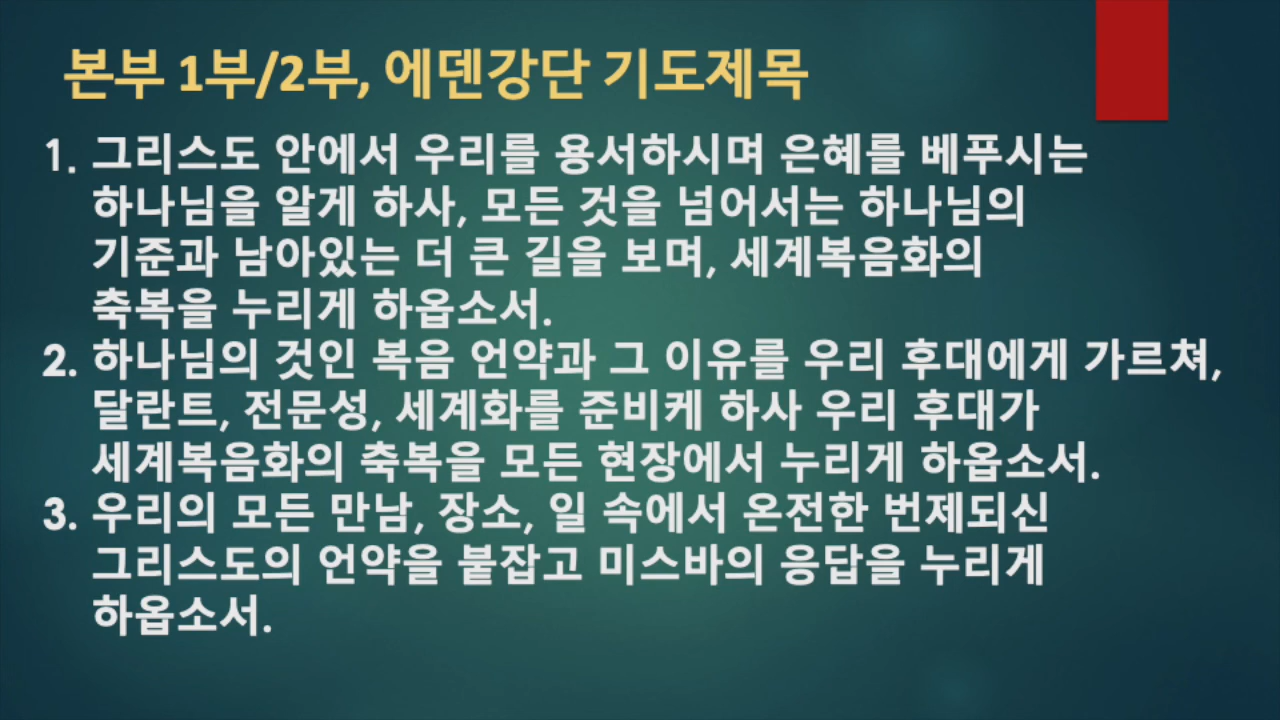 본부 1부/2부, 에덴강단 기도제목
1. 그리스도 안에서 우리를 용서하시며 은혜를 베푸시는
하나님을 알게 하사, 모든 것을 넘어서는 하나님의
기준과 남아있는 더 큰 길을 보며, 세계복음화의
축복을 누리게 하옵소서.
2. 하나님의 것인 복음 언약과 그 이유를 우리 후대에게 가르쳐,
달란트, 전문성, 세계화를 준비케 하사 우리 후대가
세계복음화의 축복을 모든 현장에서 누리게 하옵소서.
3. 우리의 모든 만남, 장소, 일 속에서 온전한 번제되신
그리스도의 언약을 붙잡고 미스바의 응답을 누리게
하옵소서.